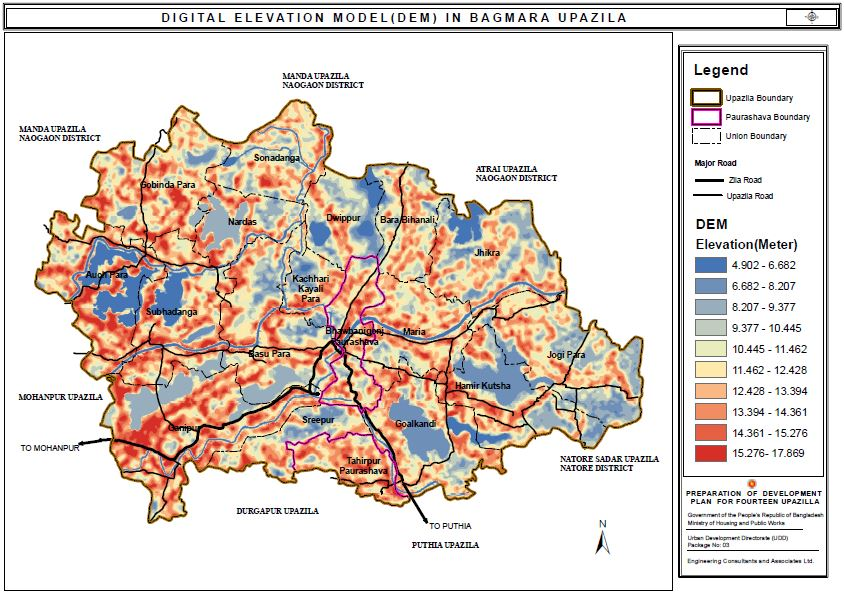 DIGITAL ELEVATION MODEL(DEM) IN BAGMARA UPAZILA
MANDA UPAZILA
NAOGAON DISTRICT
MANDA UPAZILA
NAOGAON DISTRICT
ATRAI UPAZILA
NAOGAON DISTRICT
Sonadanga
Gobinda Para
Nardas
Dwippur
Bara Bihanali
Jhikra
Auch Para
Subhadanga
Kachhari
Kayali
Para
Bhawhaniganj
Paurashava
Maria
Basu Para
Jogi Para
Hamir Kutsha
MOHANPUR UPAZILA
Ganipur
Sreepur
Goalkandi
TO MOHANPUR
Tahirpur
Paurashava
NATORE SADAR UPAZILA
NATORE DISTRICT
DURGAPUR UPAZILA
TO PUTHIA
PUTHIA UPAZILA
N
Legend
Upazila Boundary
Paurashava Boundary
Union Boundary
Major Road
Zila Road
Upazila Road
DEM
Elevation(Meter)
4.902 - 6.682
6.682 - 8.207
8.207 - 9.377
9.377 - 10.445
10.445 - 11.462
11.462 - 12.428
12.428 - 13.394
13.394 - 14.361
14.361 - 15.276
15.276- 17.869
PREPARATION OF DEVELOPMENT
PLAN FOR FOURTEEN UPAZILLA
Government of the People's Republic of Bangladesh
Ministry of Housing and Public Works
Urban Development Directorate (UDD)
Package No: 03
Engineering Consultants and Associates Ltd.